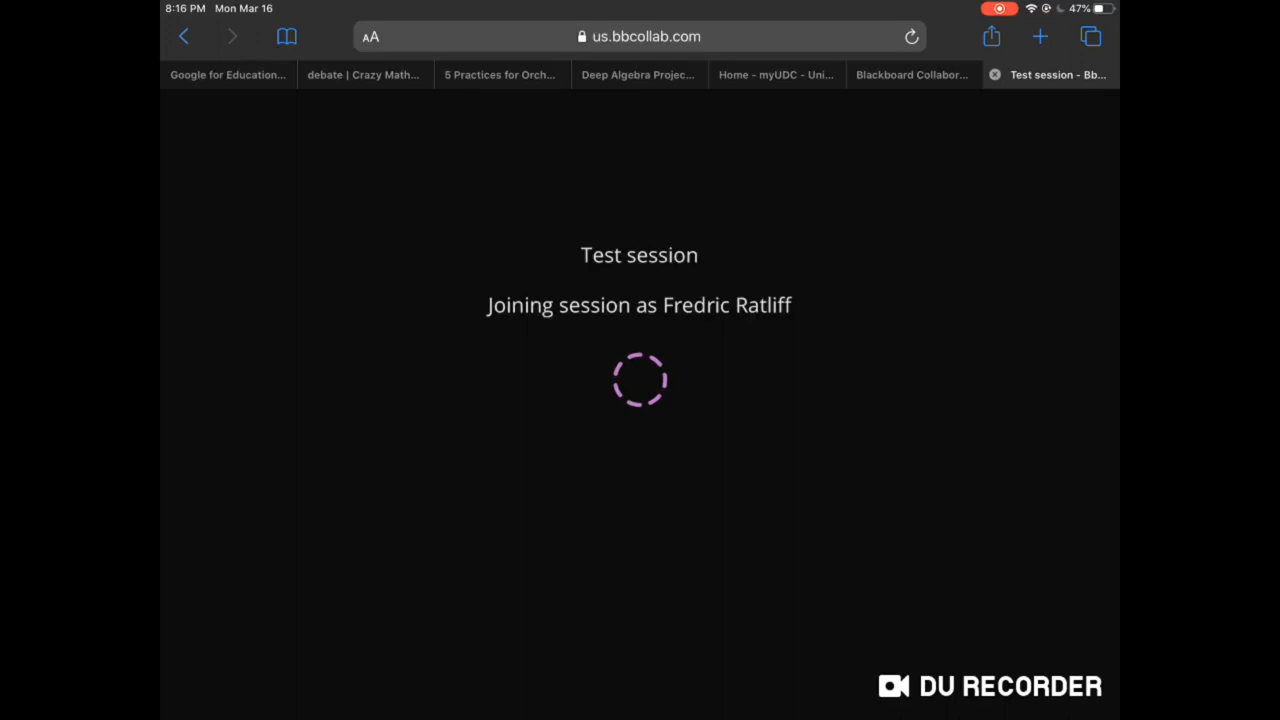 8:16 PM Mon Mar 16
47%
AA
us.bbcollab.com
Google for Education...
debate | Crazy Math...
5 Practices for Orch...
Deep Algebra Projec...
Home - myUDC - Uni...
Blackboard Collabor...
Test session - Bb...
Test session
Joining session as Fredric Ratliff
DU RECORDER